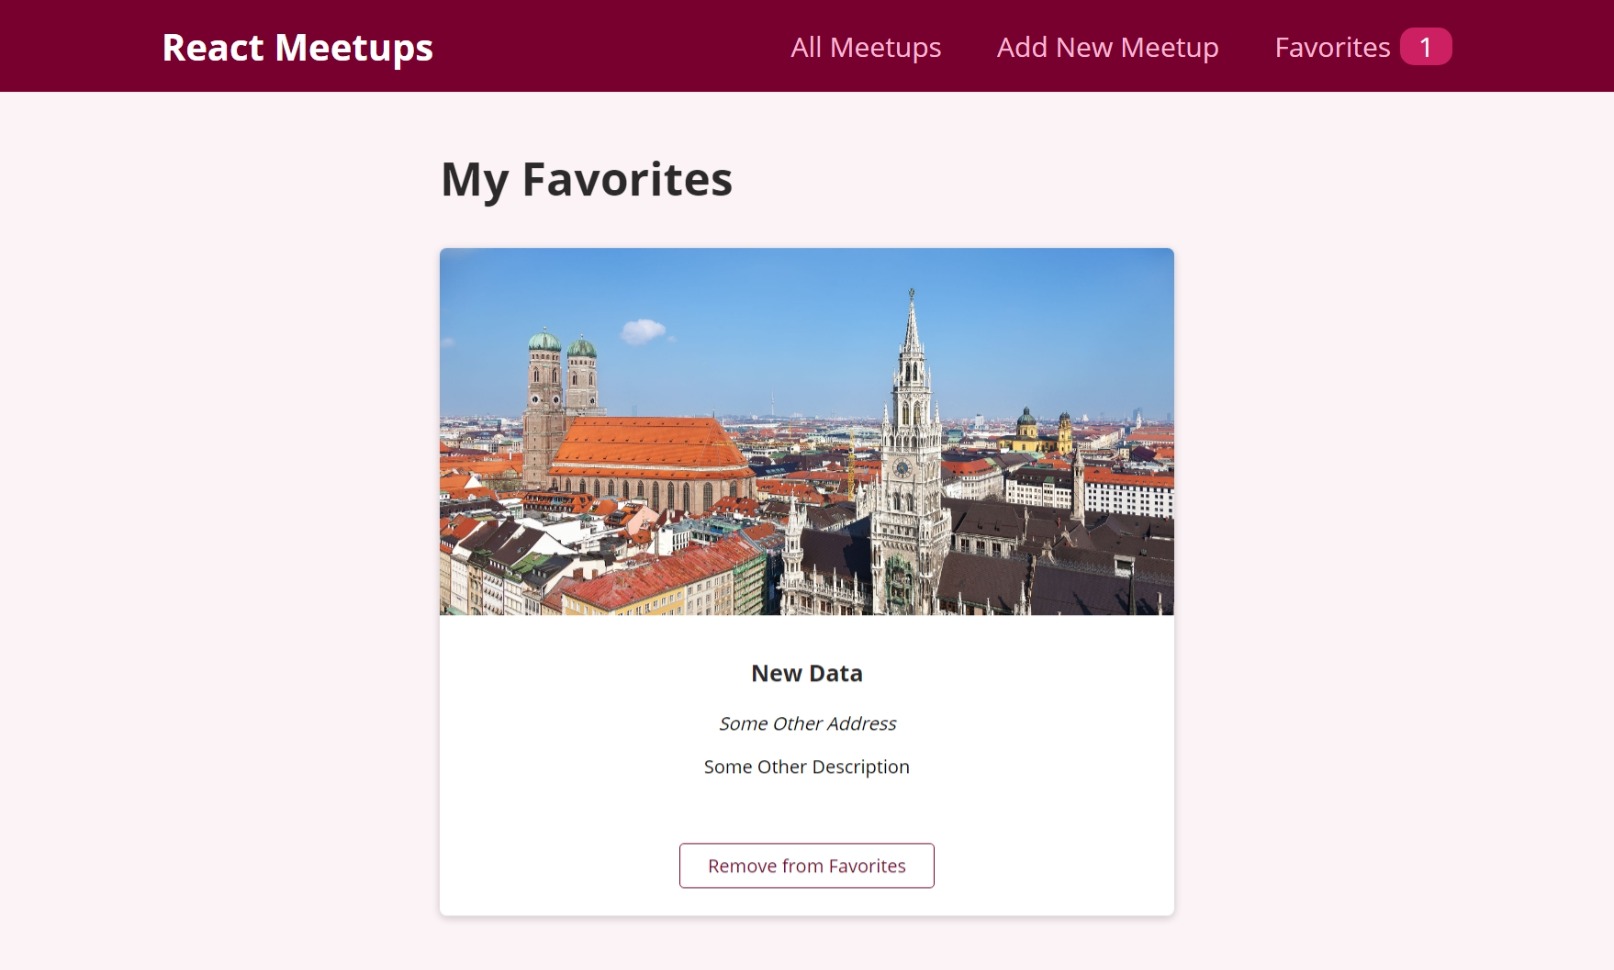 React Meetups
All Meetups Add New Meetup Favorites 1
My Favorites
New Data
Some Other Address
Some Other Description
Remove from Favorites